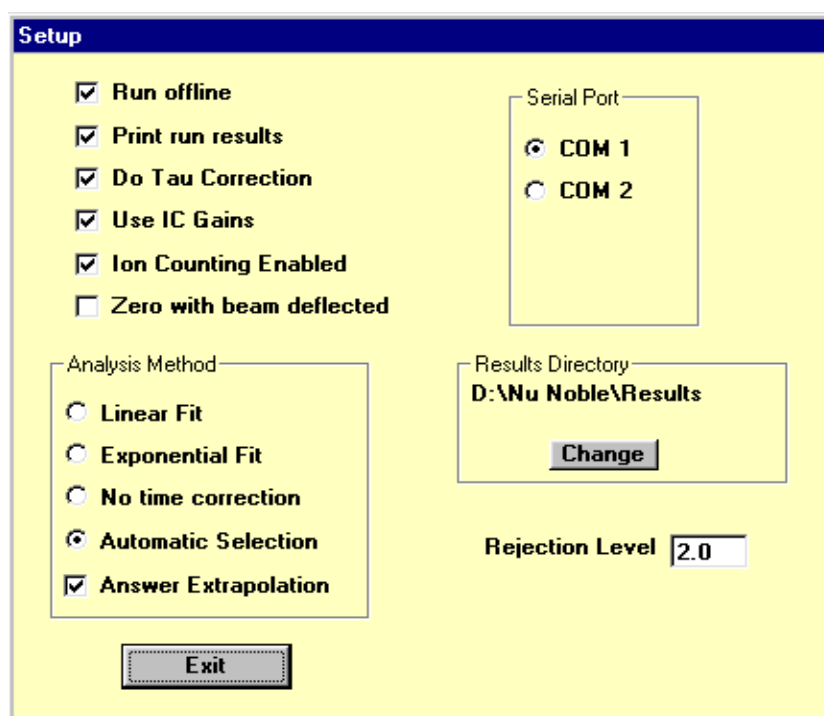 Setup
Run offline
Print run results
Do Tau Correction
Use IC Gains
Ion Counting Enabled
Zero with beam deflected
Serial Port
COM 1
COM 2
Analysis Method
Linear Fit
Exponential Fit
No time correction
Automatic Selection
Answer Extrapolation
Results Directory
D:\Nu Noble\Results
Change
Rejection Level 2.0
Exit